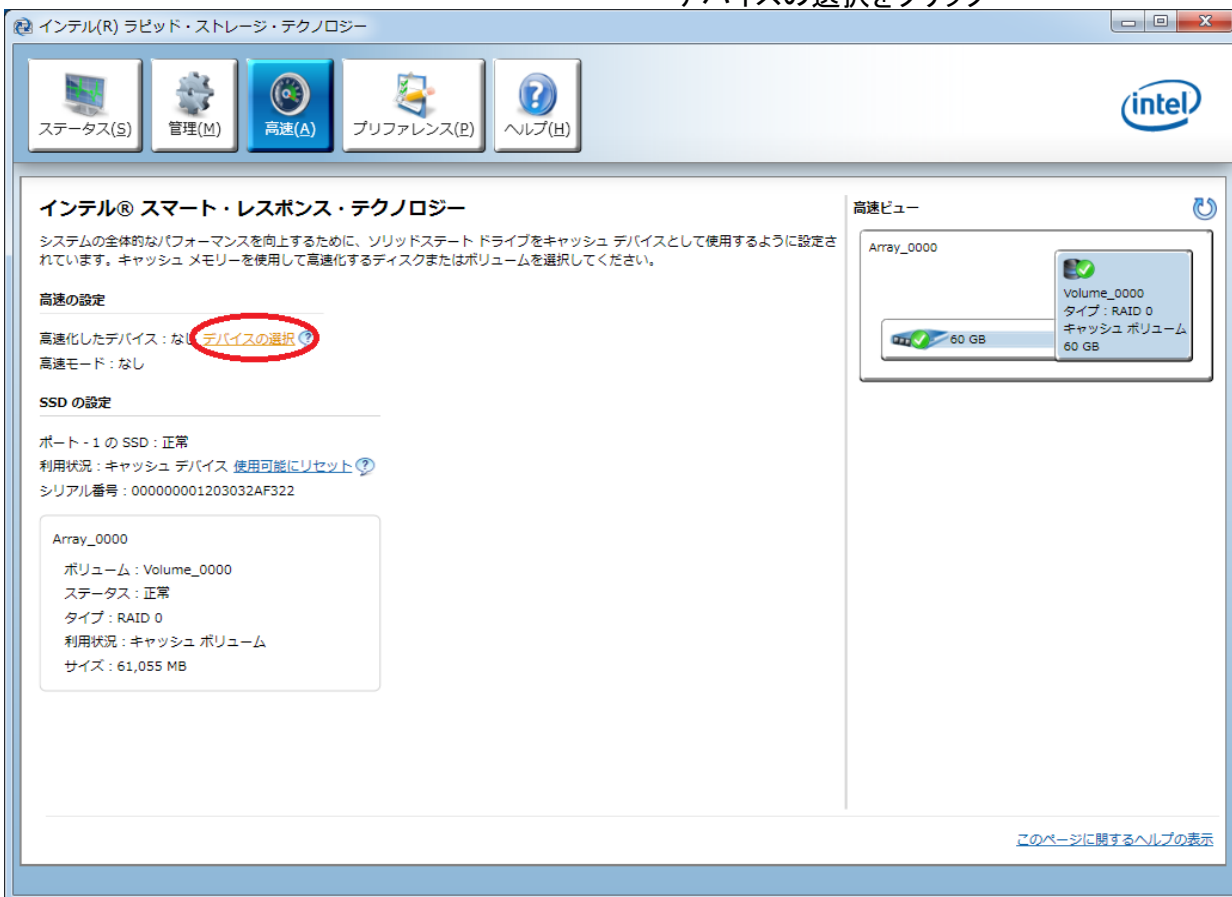 デバイスの選択をクリック
インテル(R) ラピッド・ストレージ・テクノロジー
ステータス(S)
管理(M)
高速(A)
プリファレンス(P)
ヘルプ(H)
intel
インテル® スマート・レスポンス・テクノロジー
システムの全体的なパフォーマンスを向上するために、ソリッドステート ドライブをキャッシュ デバイスとして使用するように設定さ
れています。キャッシュ メモリーを使用して高速化するディスクまたはボリュームを選択してください。
高速の設定
高速化したデバイス：なし デバイスの選択
高速モード：なし
SSD の設定
ポート - 1 の SSD：正常
利用状況：キャッシュ デバイス 使用可能にリセット
シリアル番号：000000001203032AF322
Array_0000
ボリューム：Volume_0000
ステータス：正常
タイプ：RAID 0
利用状況：キャッシュ ボリューム
サイズ：61,055 MB
高速ビュー
Array_0000
Volume_0000
タイプ：RAID 0
キャッシュ ボリューム
60 GB
60 GB
このページに関するヘルプの表示